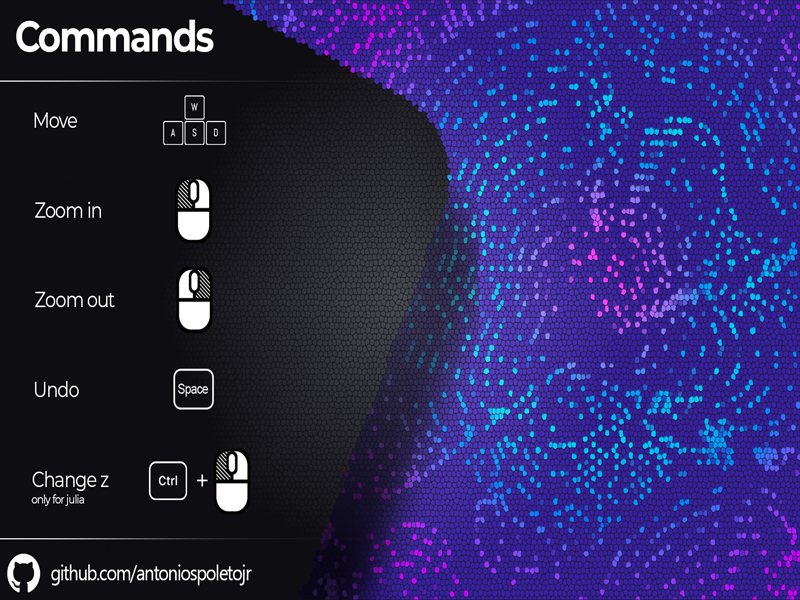 Commands
Move
W
A S D
Zoom in
Zoom out
Undo
Space
Change z
only for julia
Ctrl +
github.com/antoniospoletojr